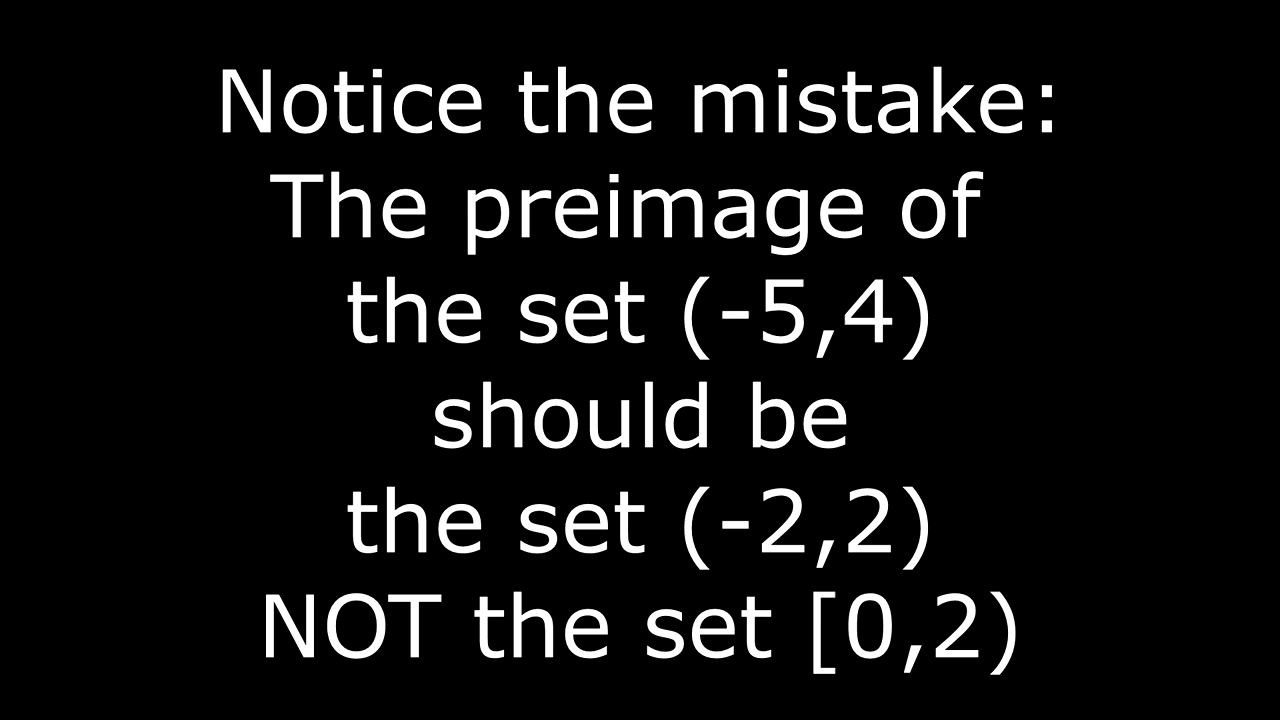 Notice the mistake:
The preimage of
the set (-5,4)
should be
the set (-2,2)
NOT the set [0,2)